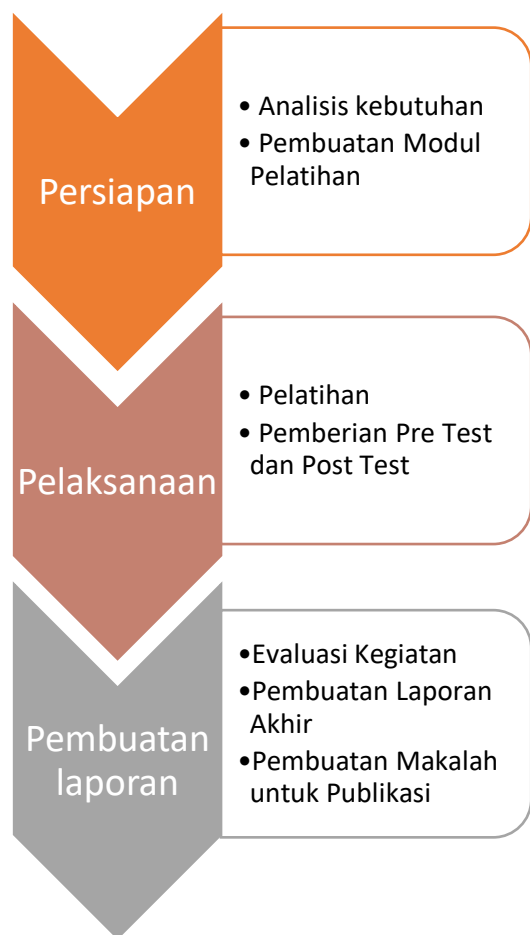 Persiapan
• Analisis kebutuhan
• Pembuatan Modul
Pelatihan
Pelaksanaan
• Pelatihan
• Pemberian Pre Test
dan Post Test
Pembuatan
laporan
•Evaluasi Kegiatan
•Pembuatan Laporan
Akhir
•Pembuatan Makalah
untuk Publikasi